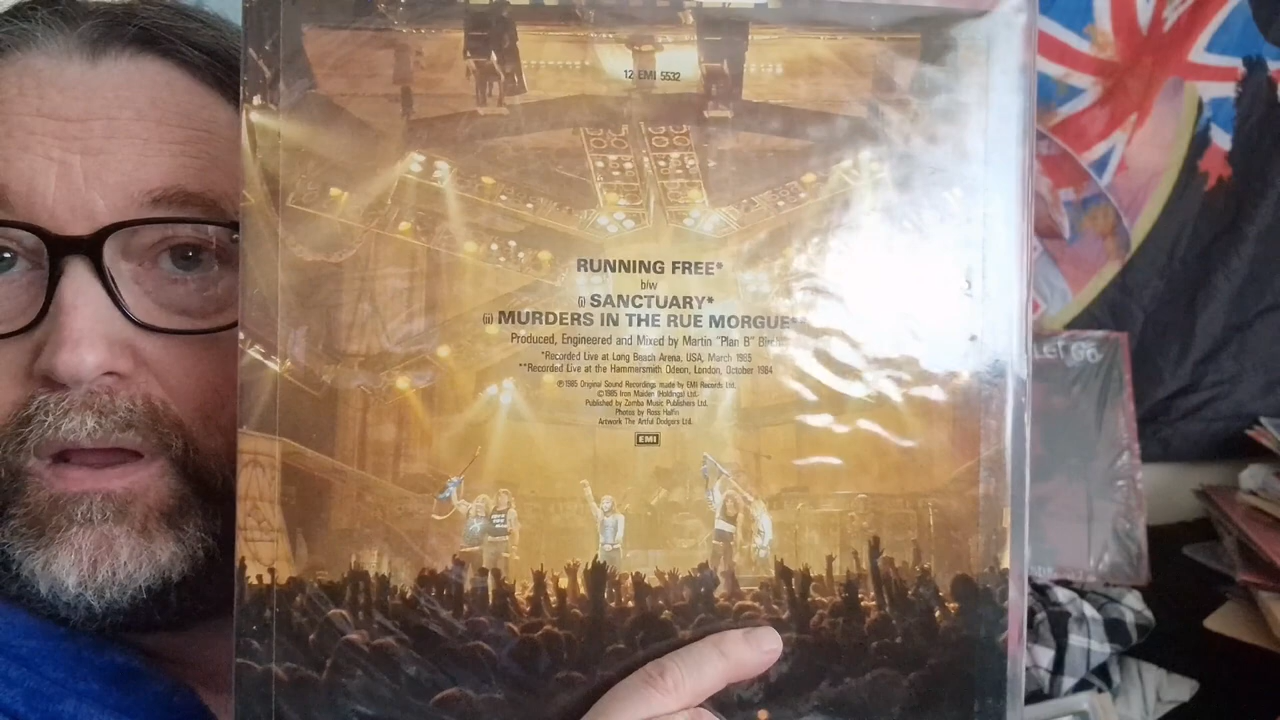 12 EMI 5532
RUNNING FREE*
b/w
(i) SANCTUARY*
(ii) MURDERS IN THE RUE MORGUE**
Produced, Engineered and Mixed by Martin "Plan B" Birch
*Recorded Live at Long Beach Arena, USA, March 1985
**Recorded Live at the Hammersmith Odeon, London, October 1984
℗ 1985 Original Sound Recordings made by EMI Records Ltd.
© 1985 Iron Maiden (Holdings) Ltd.
Published by Zomba Music Publishers Ltd.
Photos by Ross Halfin
Artwork The Artful Dodgers Ltd.
EMI